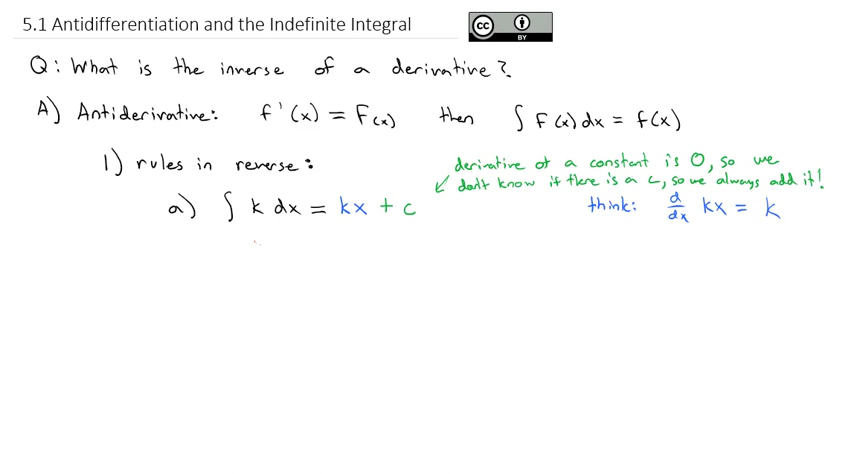 5.1 Antidifferentiation and the Indefinite Integral
cc BY
Q: What is the inverse of a derivative?
A) Antiderivative: f'(x) = F(x) then ∫ F(x) dx = f(x)
1) rules in reverse:
derivative of a constant is 0, so we
don't know if there is a c, so we always add it!
a) ∫ k dx = kx + c think: d/dx kx = k